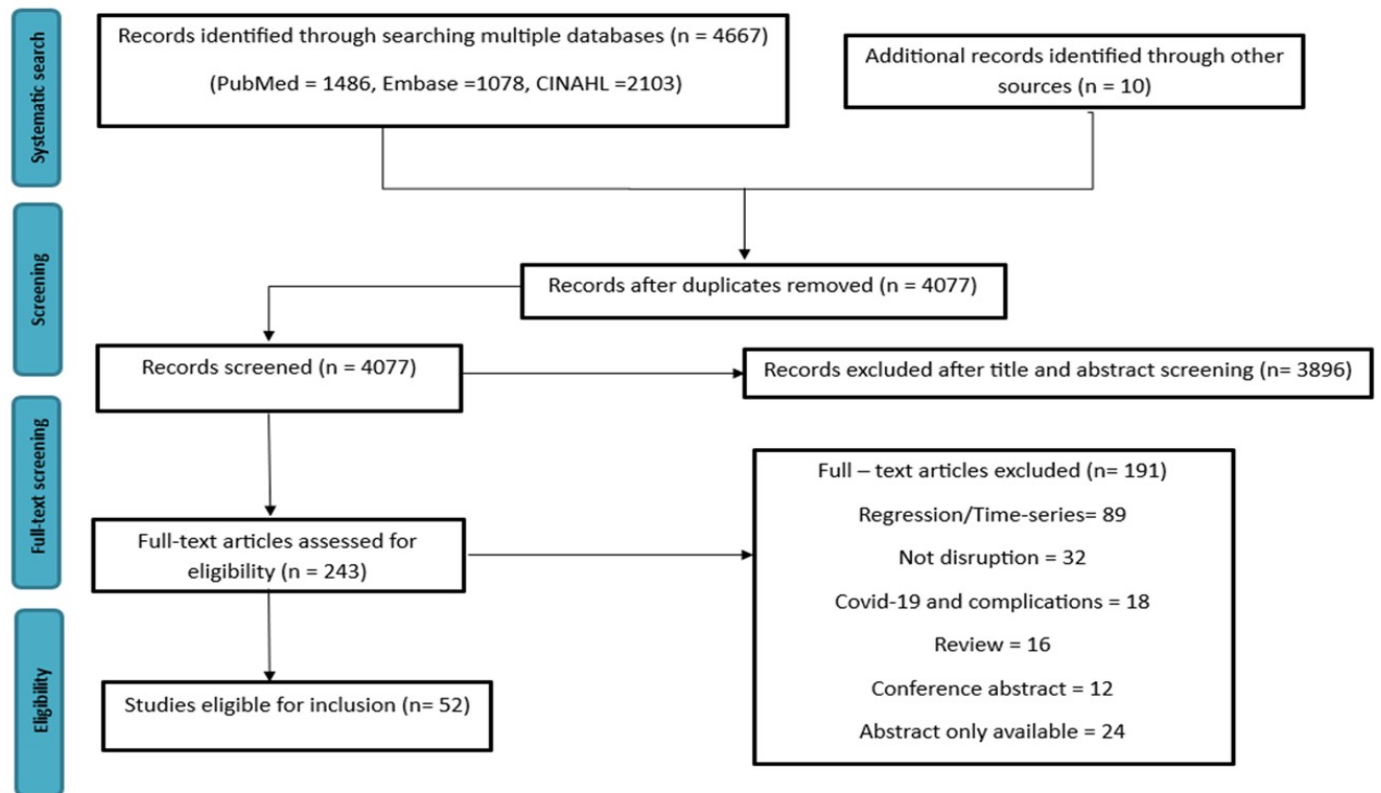 Systematic search
Records identified through searching multiple databases (n = 4667)
(PubMed = 1486, Embase =1078, CINAHL =2103)
Additional records identified through other
sources (n = 10)
Screening
Records after duplicates removed (n = 4077)
Records screened (n = 4077)
Records excluded after title and abstract screening (n= 3896)
Full-text screening
Full-text articles assessed for
eligibility (n = 243)
Full – text articles excluded (n= 191)
Regression/Time-series= 89
Not disruption = 32
Covid-19 and complications = 18
Review = 16
Conference abstract = 12
Abstract only available = 24
Eligibility
Studies eligible for inclusion (n= 52)